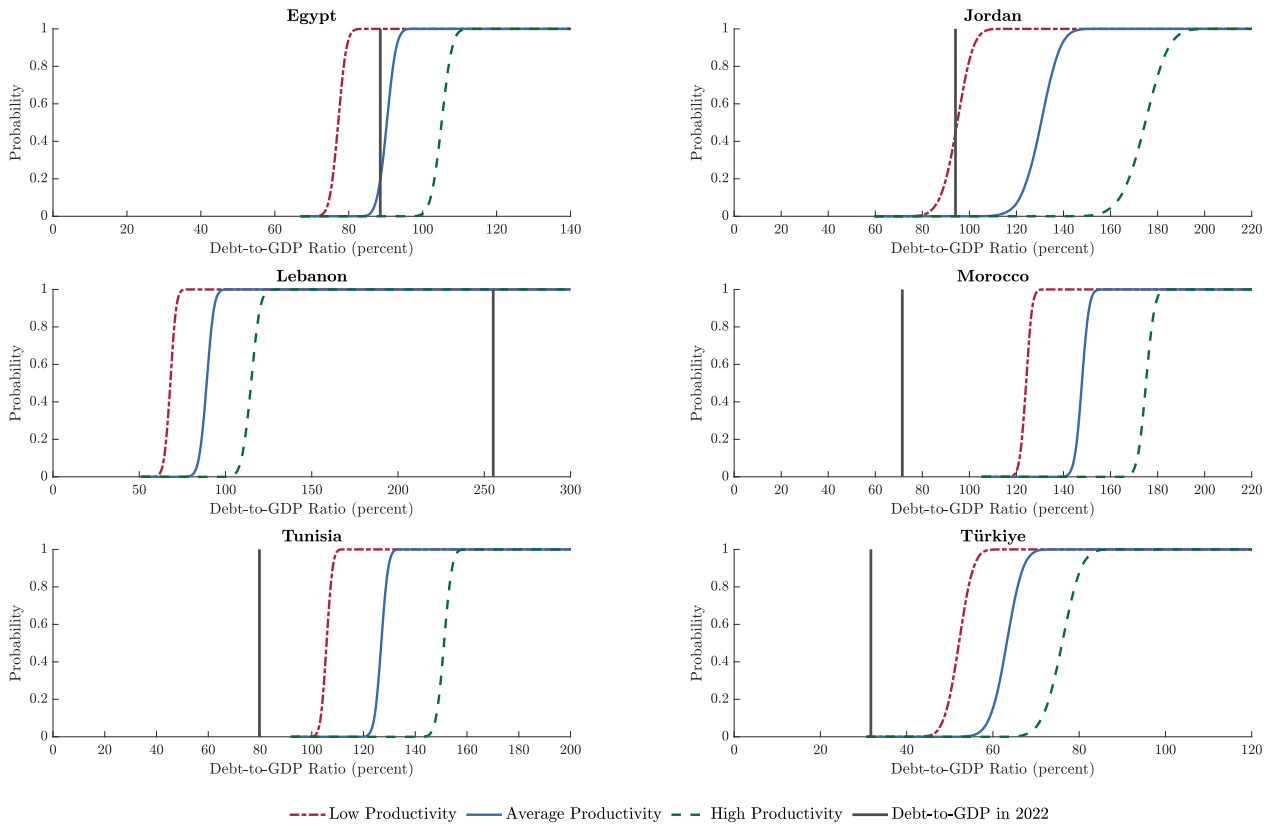 Egypt
1
0.8
0.6
0.4
0.2
0
Probability
0 20 40 60 80 100 120 140
Debt-to-GDP Ratio (percent)
Jordan
1
0.8
0.6
0.4
0.2
0
Probability
0 20 40 60 80 100 120 140 160 180 200 220
Debt-to-GDP Ratio (percent)
Lebanon
1
0.8
0.6
0.4
0.2
0
Probability
0 50 100 150 200 250 300
Debt-to-GDP Ratio (percent)
Morocco
1
0.8
0.6
0.4
0.2
0
Probability
0 20 40 60 80 100 120 140 160 180 200 220
Debt-to-GDP Ratio (percent)
Tunisia
1
0.8
0.6
0.4
0.2
0
Probability
0 20 40 60 80 100 120 140 160 180 200
Debt-to-GDP Ratio (percent)
Türkiye
1
0.8
0.6
0.4
0.2
0
Probability
0 20 40 60 80 100 120
Debt-to-GDP Ratio (percent)
Low Productivity Average Productivity High Productivity Debt-to-GDP in 2022